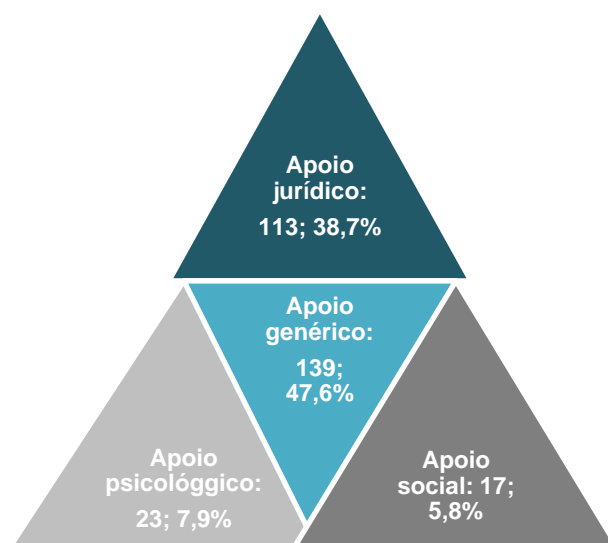 Apoio
jurídico:
113; 38,7%
Apoio
genérico:
139;
47,6%
Apoio
psicológgico:
23; 7,9%
Apoio
social: 17;
5,8%